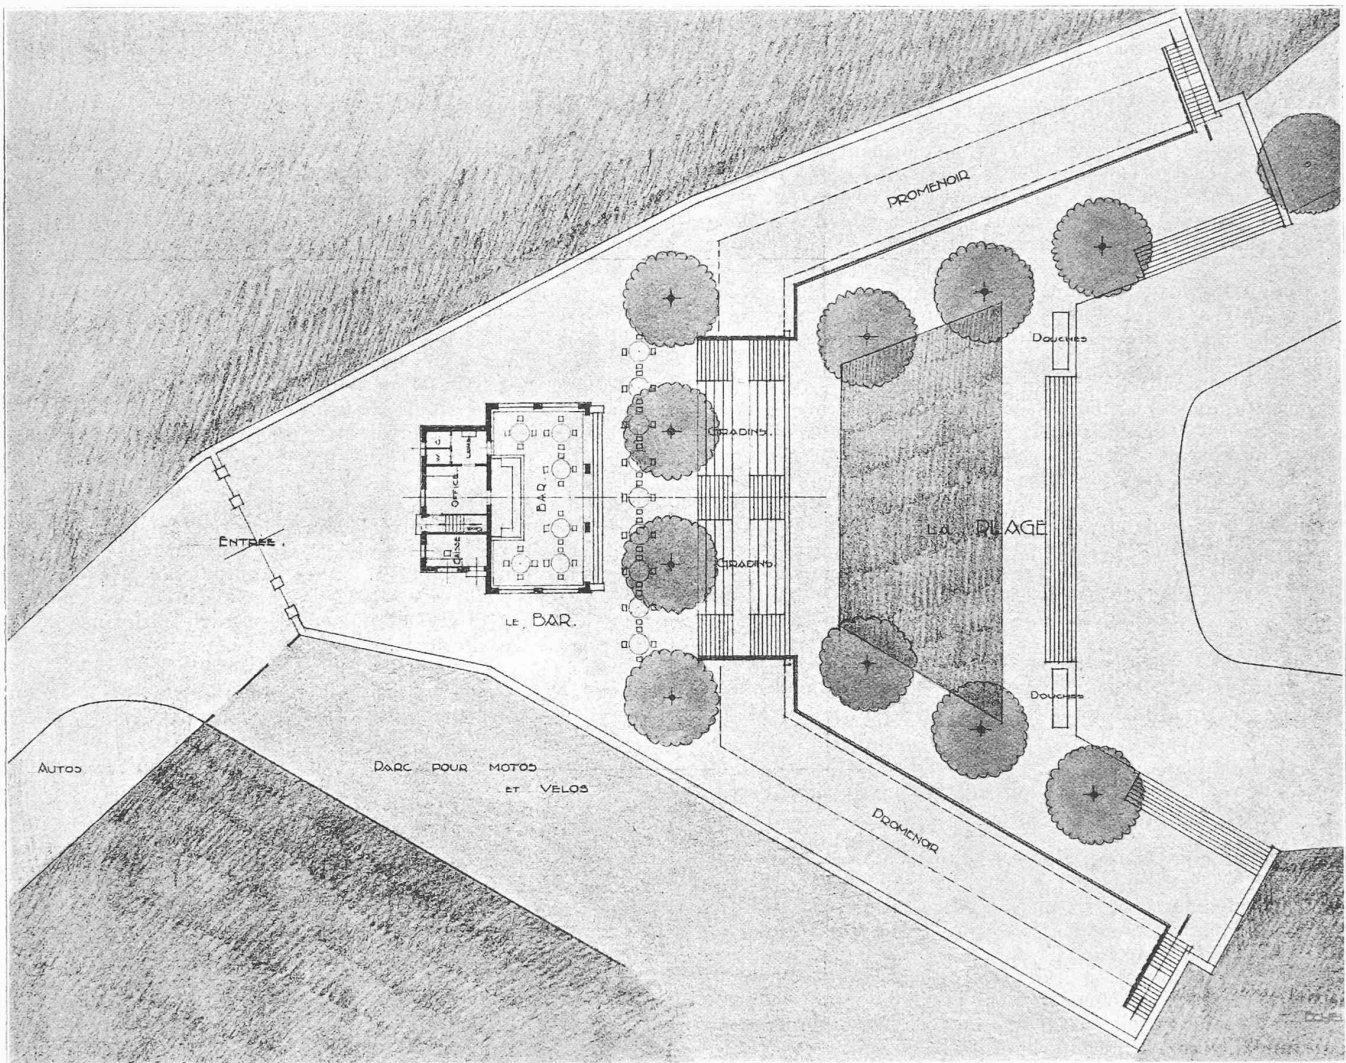 PROMENOIR
DOUCHES
GRADINS.
W.
C.
OFFICE
BAR
CAISSE
ENTRÉE.
LA PLAGE
GRADINS.
LE BAR.
DOUCHES
AUTOS
PARC POUR MOTOS
ET VELOS
PROMENOIR